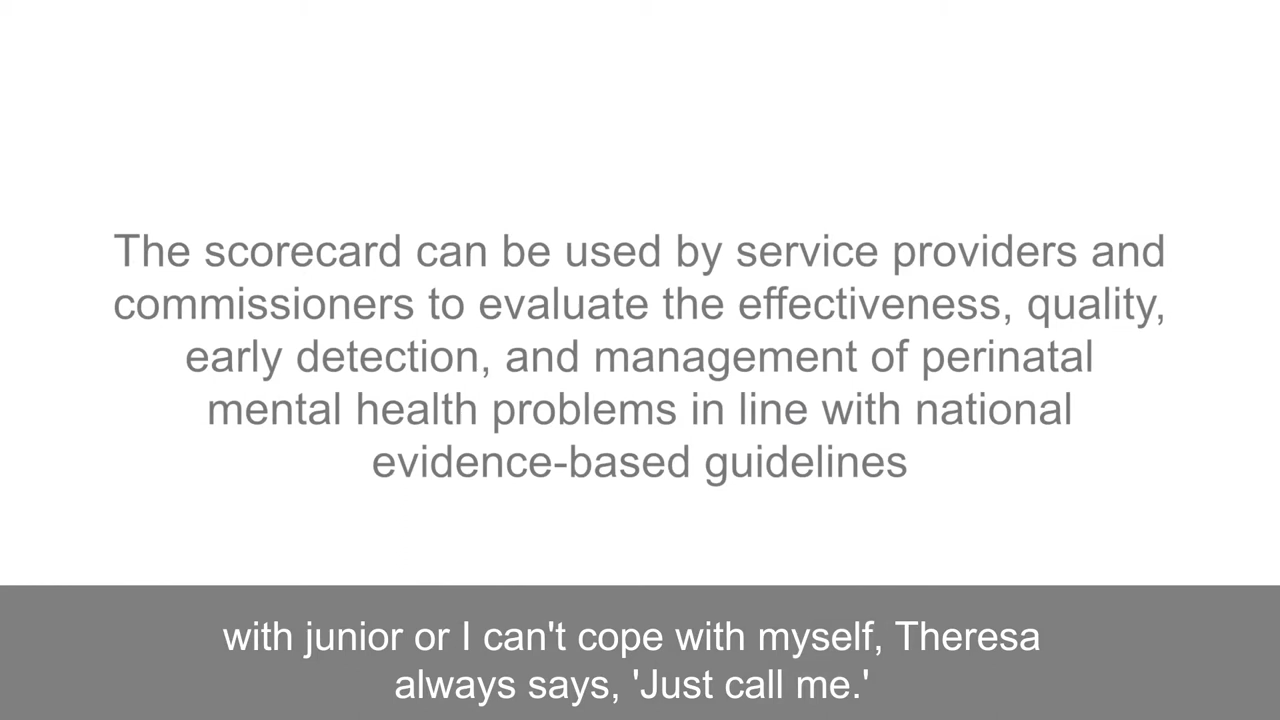 The scorecard can be used by service providers and
commissioners to evaluate the effectiveness, quality,
early detection, and management of perinatal
mental health problems in line with national
evidence-based guidelines
with junior or I can't cope with myself, Theresa
always says, 'Just call me.'